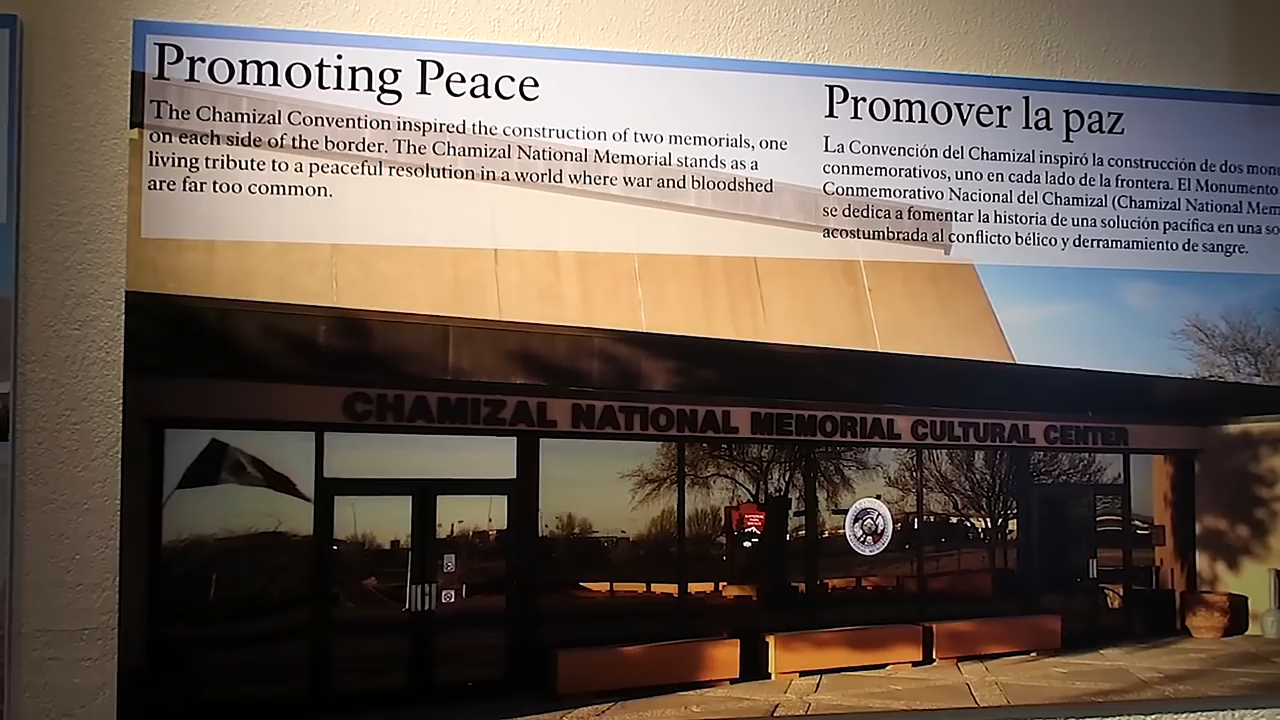 Promoting Peace
The Chamizal Convention inspired the construction of two memorials, one
on each side of the border. The Chamizal National Memorial stands as a
living tribute to a peaceful resolution in a world where war and bloodshed
are far too common.
Promover la paz
La Convención del Chamizal inspiró la construcción de dos
conmemorativos, uno en cada lado de la frontera. El Monumento
Conmemorativo Nacional del Chamizal (Chamizal National
se dedica a fomentar la historia de una solución pacífica en una
acostumbrada al conflicto bélico y derramamiento de sangre.
CHAMIZAL NATIONAL MEMORIAL CULTURAL CENTER